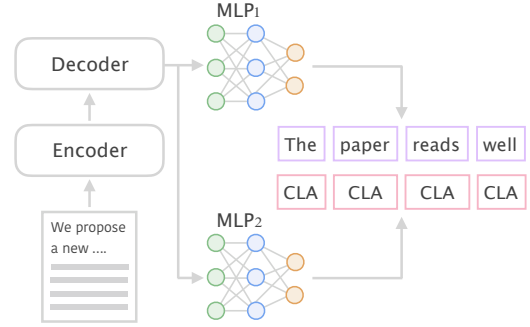 MLP₁
Decoder
Encoder
The paper reads well
CLA CLA CLA CLA
MLP₂
We propose
a new ....